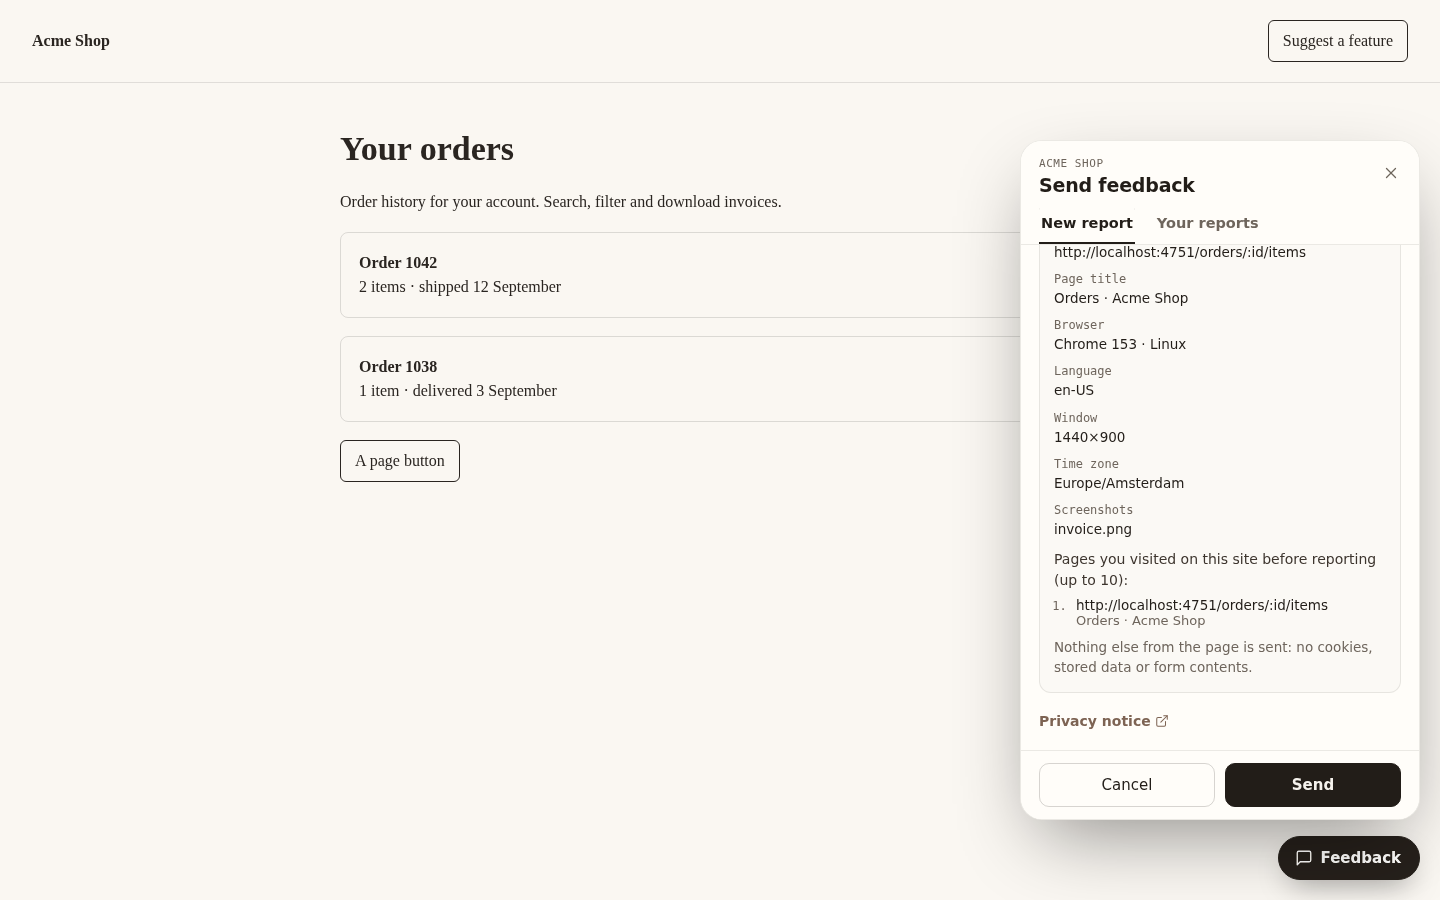 Acme Shop
Suggest a feature
Your orders
Order history for your account. Search, filter and download invoices.
Order 1042
2 items · shipped 12 September
Order 1038
1 item · delivered 3 September
A page button
ACME SHOP
Send feedback
New report
Your reports
http://localhost:4751/orders/:id/items
Page title
Orders · Acme Shop
Browser
Chrome 153 · Linux
Language
en-US
Window
1440×900
Time zone
Europe/Amsterdam
Screenshots
invoice.png
Pages you visited on this site before reporting
(up to 10):
1. http://localhost:4751/orders/:id/items
Orders · Acme Shop
Nothing else from the page is sent: no cookies,
stored data or form contents.
Privacy notice
Cancel
Send
Feedback